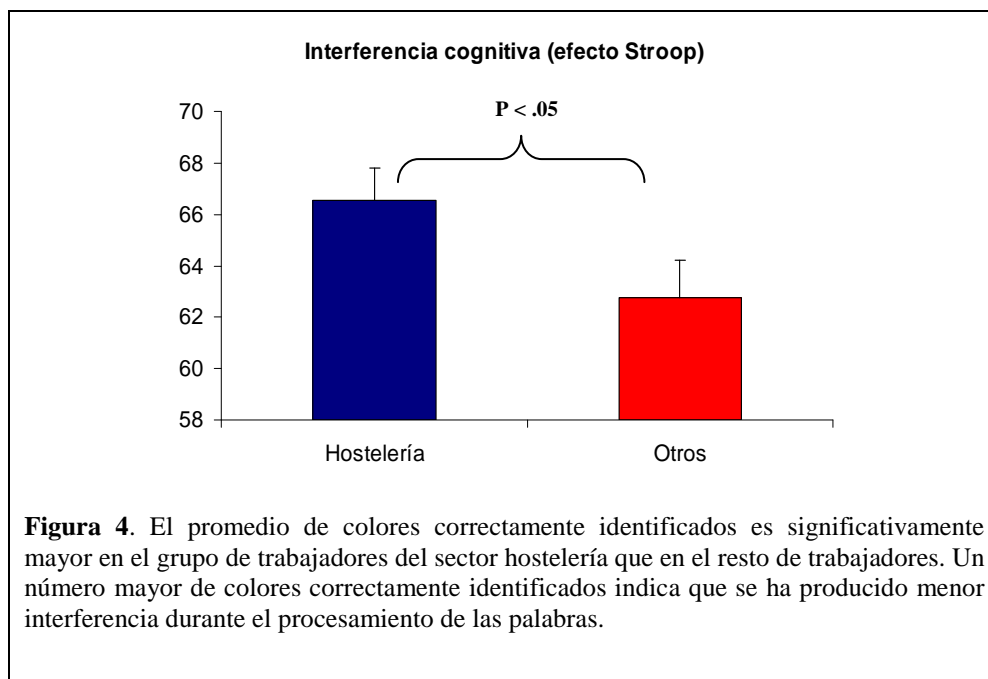 Interferencia cognitiva (efecto Stroop)
P < .05
70
68
66
64
62
60
58
Hostelería Otros
Figura 4. El promedio de colores correctamente identificados es significativamente
mayor en el grupo de trabajadores del sector hostelería que en el resto de trabajadores. Un
número mayor de colores correctamente identificados indica que se ha producido menor
interferencia durante el procesamiento de las palabras.